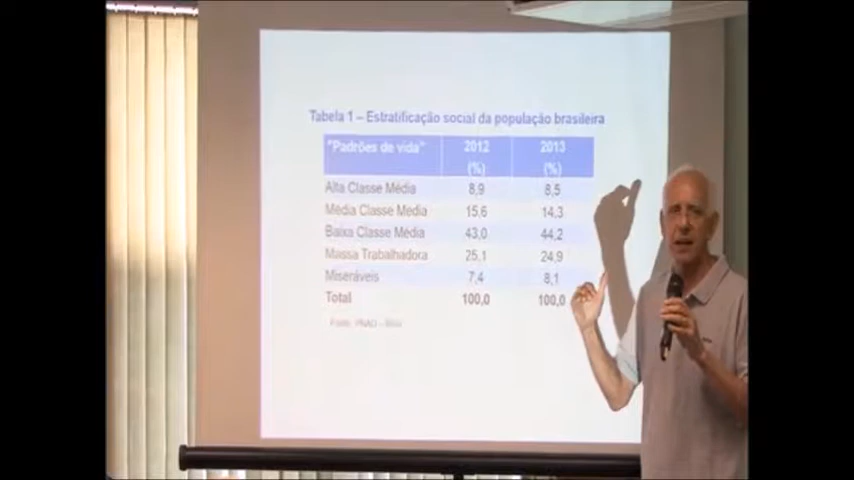 Tabela 1 – Estratificação social da população brasileira
"Padrões de vida" 2012 2013
(%) (%)
Alta Classe Média 8,9 8,5
Média Classe Média 15,6 14,3
Baixa Classe Média 43,0 44,2
Massa Trabalhadora 25,1 24,9
Miseráveis 7,4 8,1
Total 100,0 100,0
Fonte: PNAD –